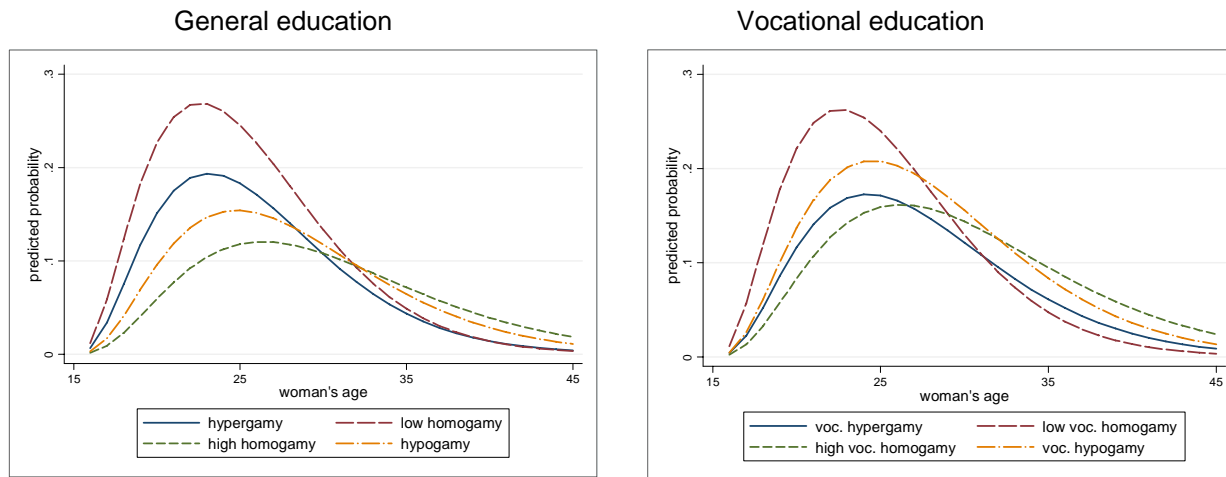 General education
predicted probability
.3
.2
.1
0
15
25
35
45
woman's age
hypergamy
low homogamy
high homogamy
hypogamy
Vocational education
predicted probability
.3
.2
.1
0
15
25
35
45
woman's age
voc. hypergamy
low voc. homogamy
high voc. homogamy
voc. hypogamy